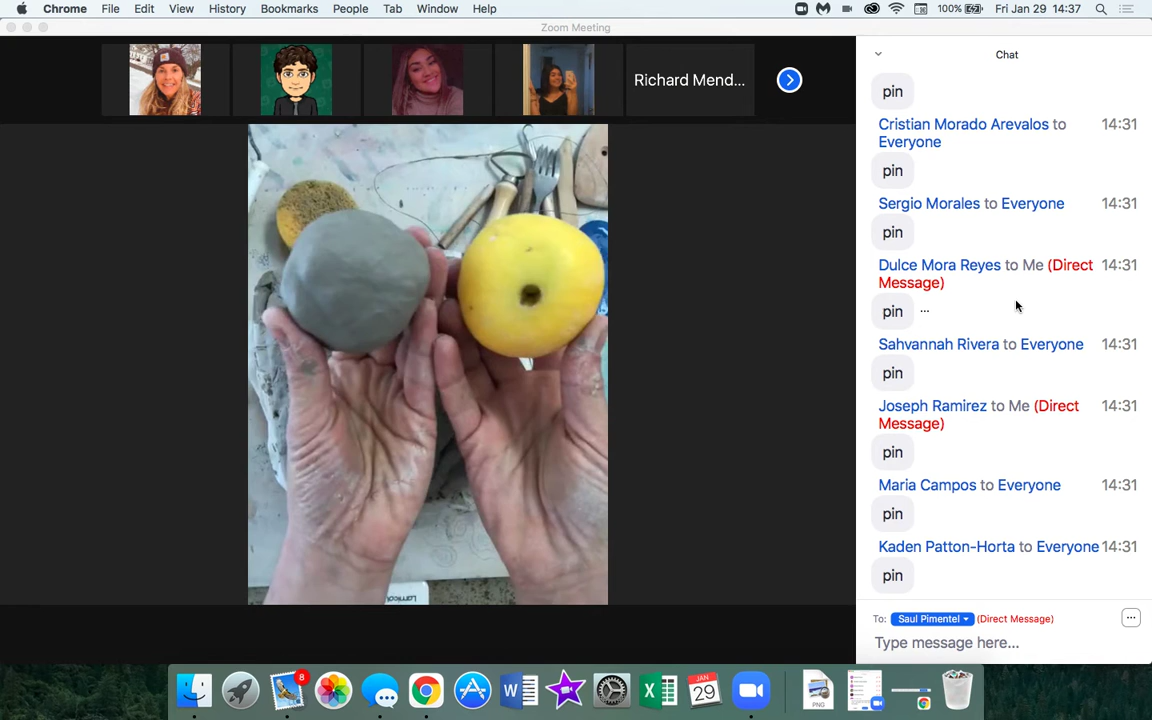 Chrome File Edit View History Bookmarks People Tab Window Help 100% Fri Jan 29 14:37
Zoom Meeting
Richard Mend...
Chat
pin
Cristian Morado Arevalos to 14:31
Everyone
pin
Sergio Morales to Everyone 14:31
pin
Dulce Mora Reyes to Me (Direct 14:31
Message)
pin ...
Sahvannah Rivera to Everyone 14:31
pin
Joseph Ramirez to Me (Direct 14:31
Message)
pin
Maria Campos to Everyone 14:31
pin
Kaden Patton-Horta to Everyone 14:31
pin
To: Saul Pimentel (Direct Message)
Type message here...
8
W
X
JAN
29
PNG